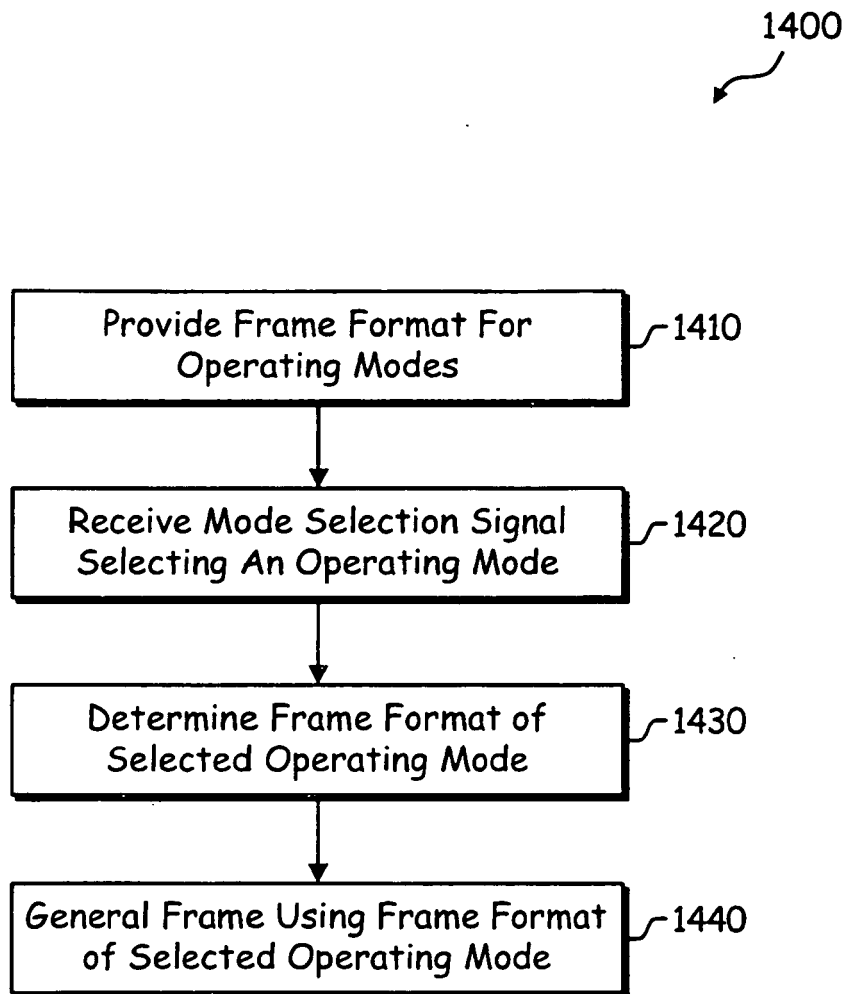 1400
Provide Frame Format For
Operating Modes
1410
Receive Mode Selection Signal
Selecting An Operating Mode
1420
Determine Frame Format of
Selected Operating Mode
1430
General Frame Using Frame Format
of Selected Operating Mode
1440